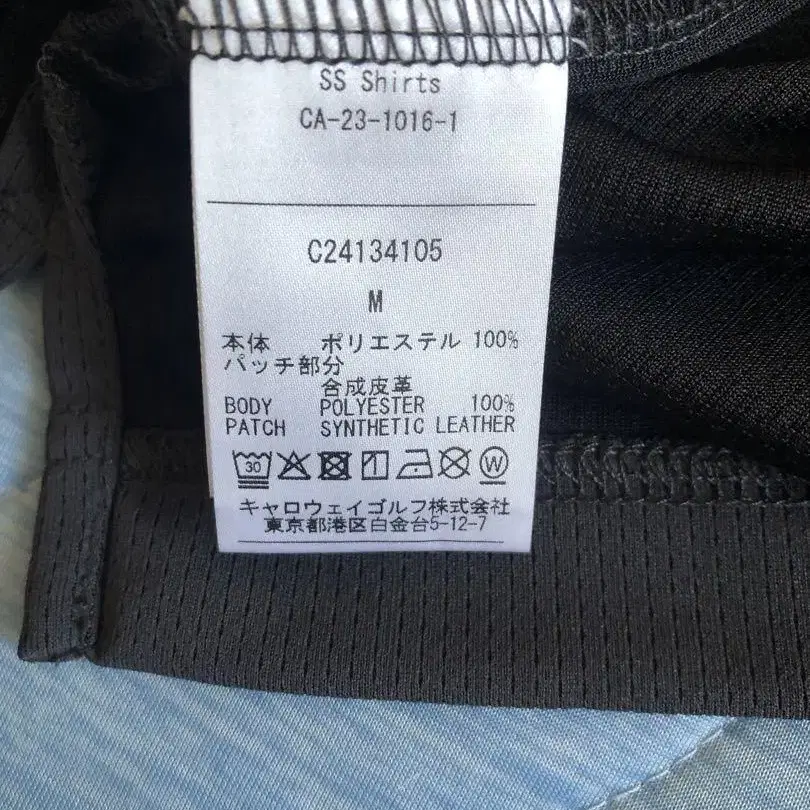 SS Shirts
CA-23-1016-1
C24134105
M
本体 ポリエステル 100%
パッチ部分
合成皮革
BODY POLYESTER 100%
PATCH SYNTHETIC LEATHER
30 W
キャロウェイゴルフ株式会社
東京都港区白金台5-12-7